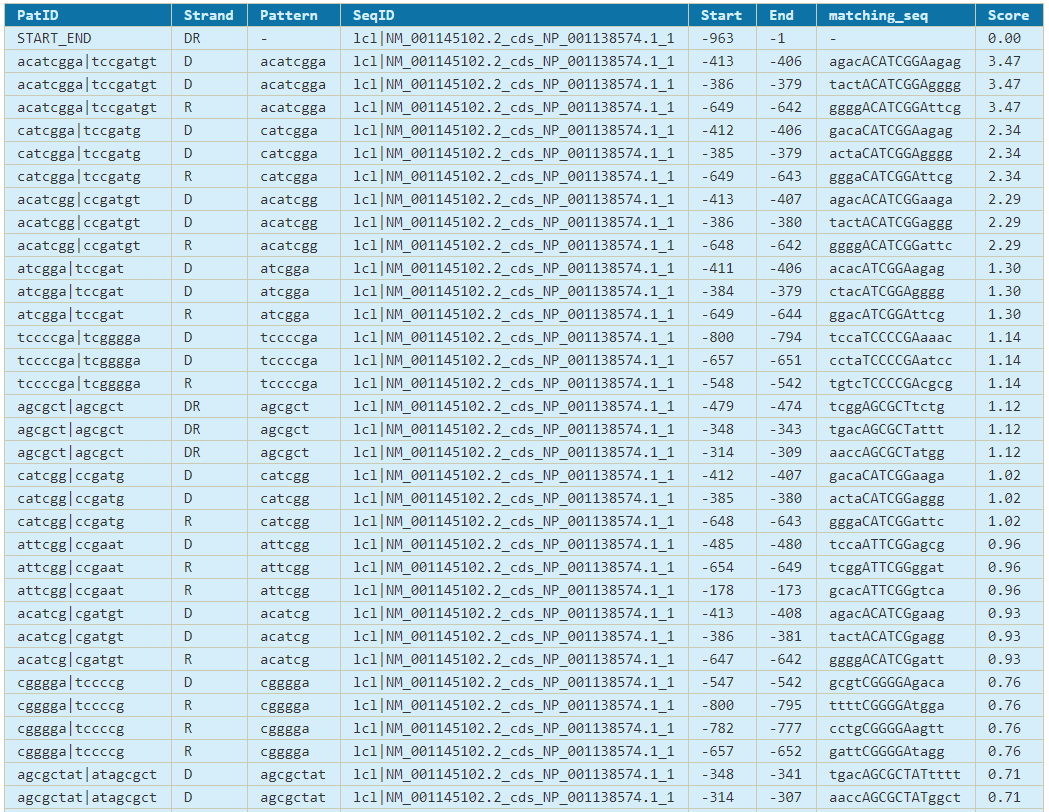 PatID Strand Pattern SeqID Start End matching_seq Score
START_END DR - lcl|NM_001145102.2_cds_NP_001138574.1_1 -963 -1 - 0.00
acatcgga|tccgatgt D acatcgga lcl|NM_001145102.2_cds_NP_001138574.1_1 -413 -406 agacACATCGGAagag 3.47
acatcgga|tccgatgt D acatcgga lcl|NM_001145102.2_cds_NP_001138574.1_1 -386 -379 tactACATCGGAgggg 3.47
acatcgga|tccgatgt R acatcgga lcl|NM_001145102.2_cds_NP_001138574.1_1 -649 -642 ggggACATCGGAttcg 3.47
catcgga|tccgatg D catcgga lcl|NM_001145102.2_cds_NP_001138574.1_1 -412 -406 gacaCATCGGAagag 2.34
catcgga|tccgatg D catcgga lcl|NM_001145102.2_cds_NP_001138574.1_1 -385 -379 actaCATCGGAgggg 2.34
catcgga|tccgatg R catcgga lcl|NM_001145102.2_cds_NP_001138574.1_1 -649 -643 gggaCATCGGAttcg 2.34
acatcgg|ccgatgt D acatcgg lcl|NM_001145102.2_cds_NP_001138574.1_1 -413 -407 agacACATCGGaaga 2.29
acatcgg|ccgatgt D acatcgg lcl|NM_001145102.2_cds_NP_001138574.1_1 -386 -380 tactACATCGGaggg 2.29
acatcgg|ccgatgt R acatcgg lcl|NM_001145102.2_cds_NP_001138574.1_1 -648 -642 ggggACATCGGattc 2.29
atcgga|tccgat D atcgga lcl|NM_001145102.2_cds_NP_001138574.1_1 -411 -406 acacATCGGAagag 1.30
atcgga|tccgat D atcgga lcl|NM_001145102.2_cds_NP_001138574.1_1 -384 -379 ctacATCGGAgggg 1.30
atcgga|tccgat R atcgga lcl|NM_001145102.2_cds_NP_001138574.1_1 -649 -644 ggacATCGGAttcg 1.30
tccccga|tcgggga D tccccga lcl|NM_001145102.2_cds_NP_001138574.1_1 -800 -794 tccaTCCCCGAaaac 1.14
tccccga|tcgggga D tccccga lcl|NM_001145102.2_cds_NP_001138574.1_1 -657 -651 cctaTCCCCGAatcc 1.14
tccccga|tcgggga R tccccga lcl|NM_001145102.2_cds_NP_001138574.1_1 -548 -542 tgtcTCCCCGAcgcg 1.14
agcgct|agcgct DR agcgct lcl|NM_001145102.2_cds_NP_001138574.1_1 -479 -474 tcggAGCGCTtctg 1.12
agcgct|agcgct DR agcgct lcl|NM_001145102.2_cds_NP_001138574.1_1 -348 -343 tgacAGCGCTattt 1.12
agcgct|agcgct DR agcgct lcl|NM_001145102.2_cds_NP_001138574.1_1 -314 -309 aaccAGCGCTatgg 1.12
catcgg|ccgatg D catcgg lcl|NM_001145102.2_cds_NP_001138574.1_1 -412 -407 gacaCATCGGaaga 1.02
catcgg|ccgatg D catcgg lcl|NM_001145102.2_cds_NP_001138574.1_1 -385 -380 actaCATCGGaggg 1.02
catcgg|ccgatg R catcgg lcl|NM_001145102.2_cds_NP_001138574.1_1 -648 -643 gggaCATCGGattc 1.02
attcgg|ccgaat D attcgg lcl|NM_001145102.2_cds_NP_001138574.1_1 -485 -480 tccaATTCGGagcg 0.96
attcgg|ccgaat R attcgg lcl|NM_001145102.2_cds_NP_001138574.1_1 -654 -649 tcggATTCGGggat 0.96
attcgg|ccgaat R attcgg lcl|NM_001145102.2_cds_NP_001138574.1_1 -178 -173 gcacATTCGGgtca 0.96
acatcg|cgatgt D acatcg lcl|NM_001145102.2_cds_NP_001138574.1_1 -413 -408 agacACATCGgaag 0.93
acatcg|cgatgt D acatcg lcl|NM_001145102.2_cds_NP_001138574.1_1 -386 -381 tactACATCGgagg 0.93
acatcg|cgatgt R acatcg lcl|NM_001145102.2_cds_NP_001138574.1_1 -647 -642 ggggACATCGgatt 0.93
cgggga|tccccg D cgggga lcl|NM_001145102.2_cds_NP_001138574.1_1 -547 -542 gcgtCGGGGAgaca 0.76
cgggga|tccccg R cgggga lcl|NM_001145102.2_cds_NP_001138574.1_1 -800 -795 ttttCGGGGAtgga 0.76
cgggga|tccccg R cgggga lcl|NM_001145102.2_cds_NP_001138574.1_1 -782 -777 cctgCGGGGAagtt 0.76
cgggga|tccccg R cgggga lcl|NM_001145102.2_cds_NP_001138574.1_1 -657 -652 gattCGGGGAtagg 0.76
agcgctat|atagcgct D agcgctat lcl|NM_001145102.2_cds_NP_001138574.1_1 -348 -341 tgacAGCGCTATtttt 0.71
agcgctat|atagcgct D agcgctat lcl|NM_001145102.2_cds_NP_001138574.1_1 -314 -307 aaccAGCGCTATggct 0.71